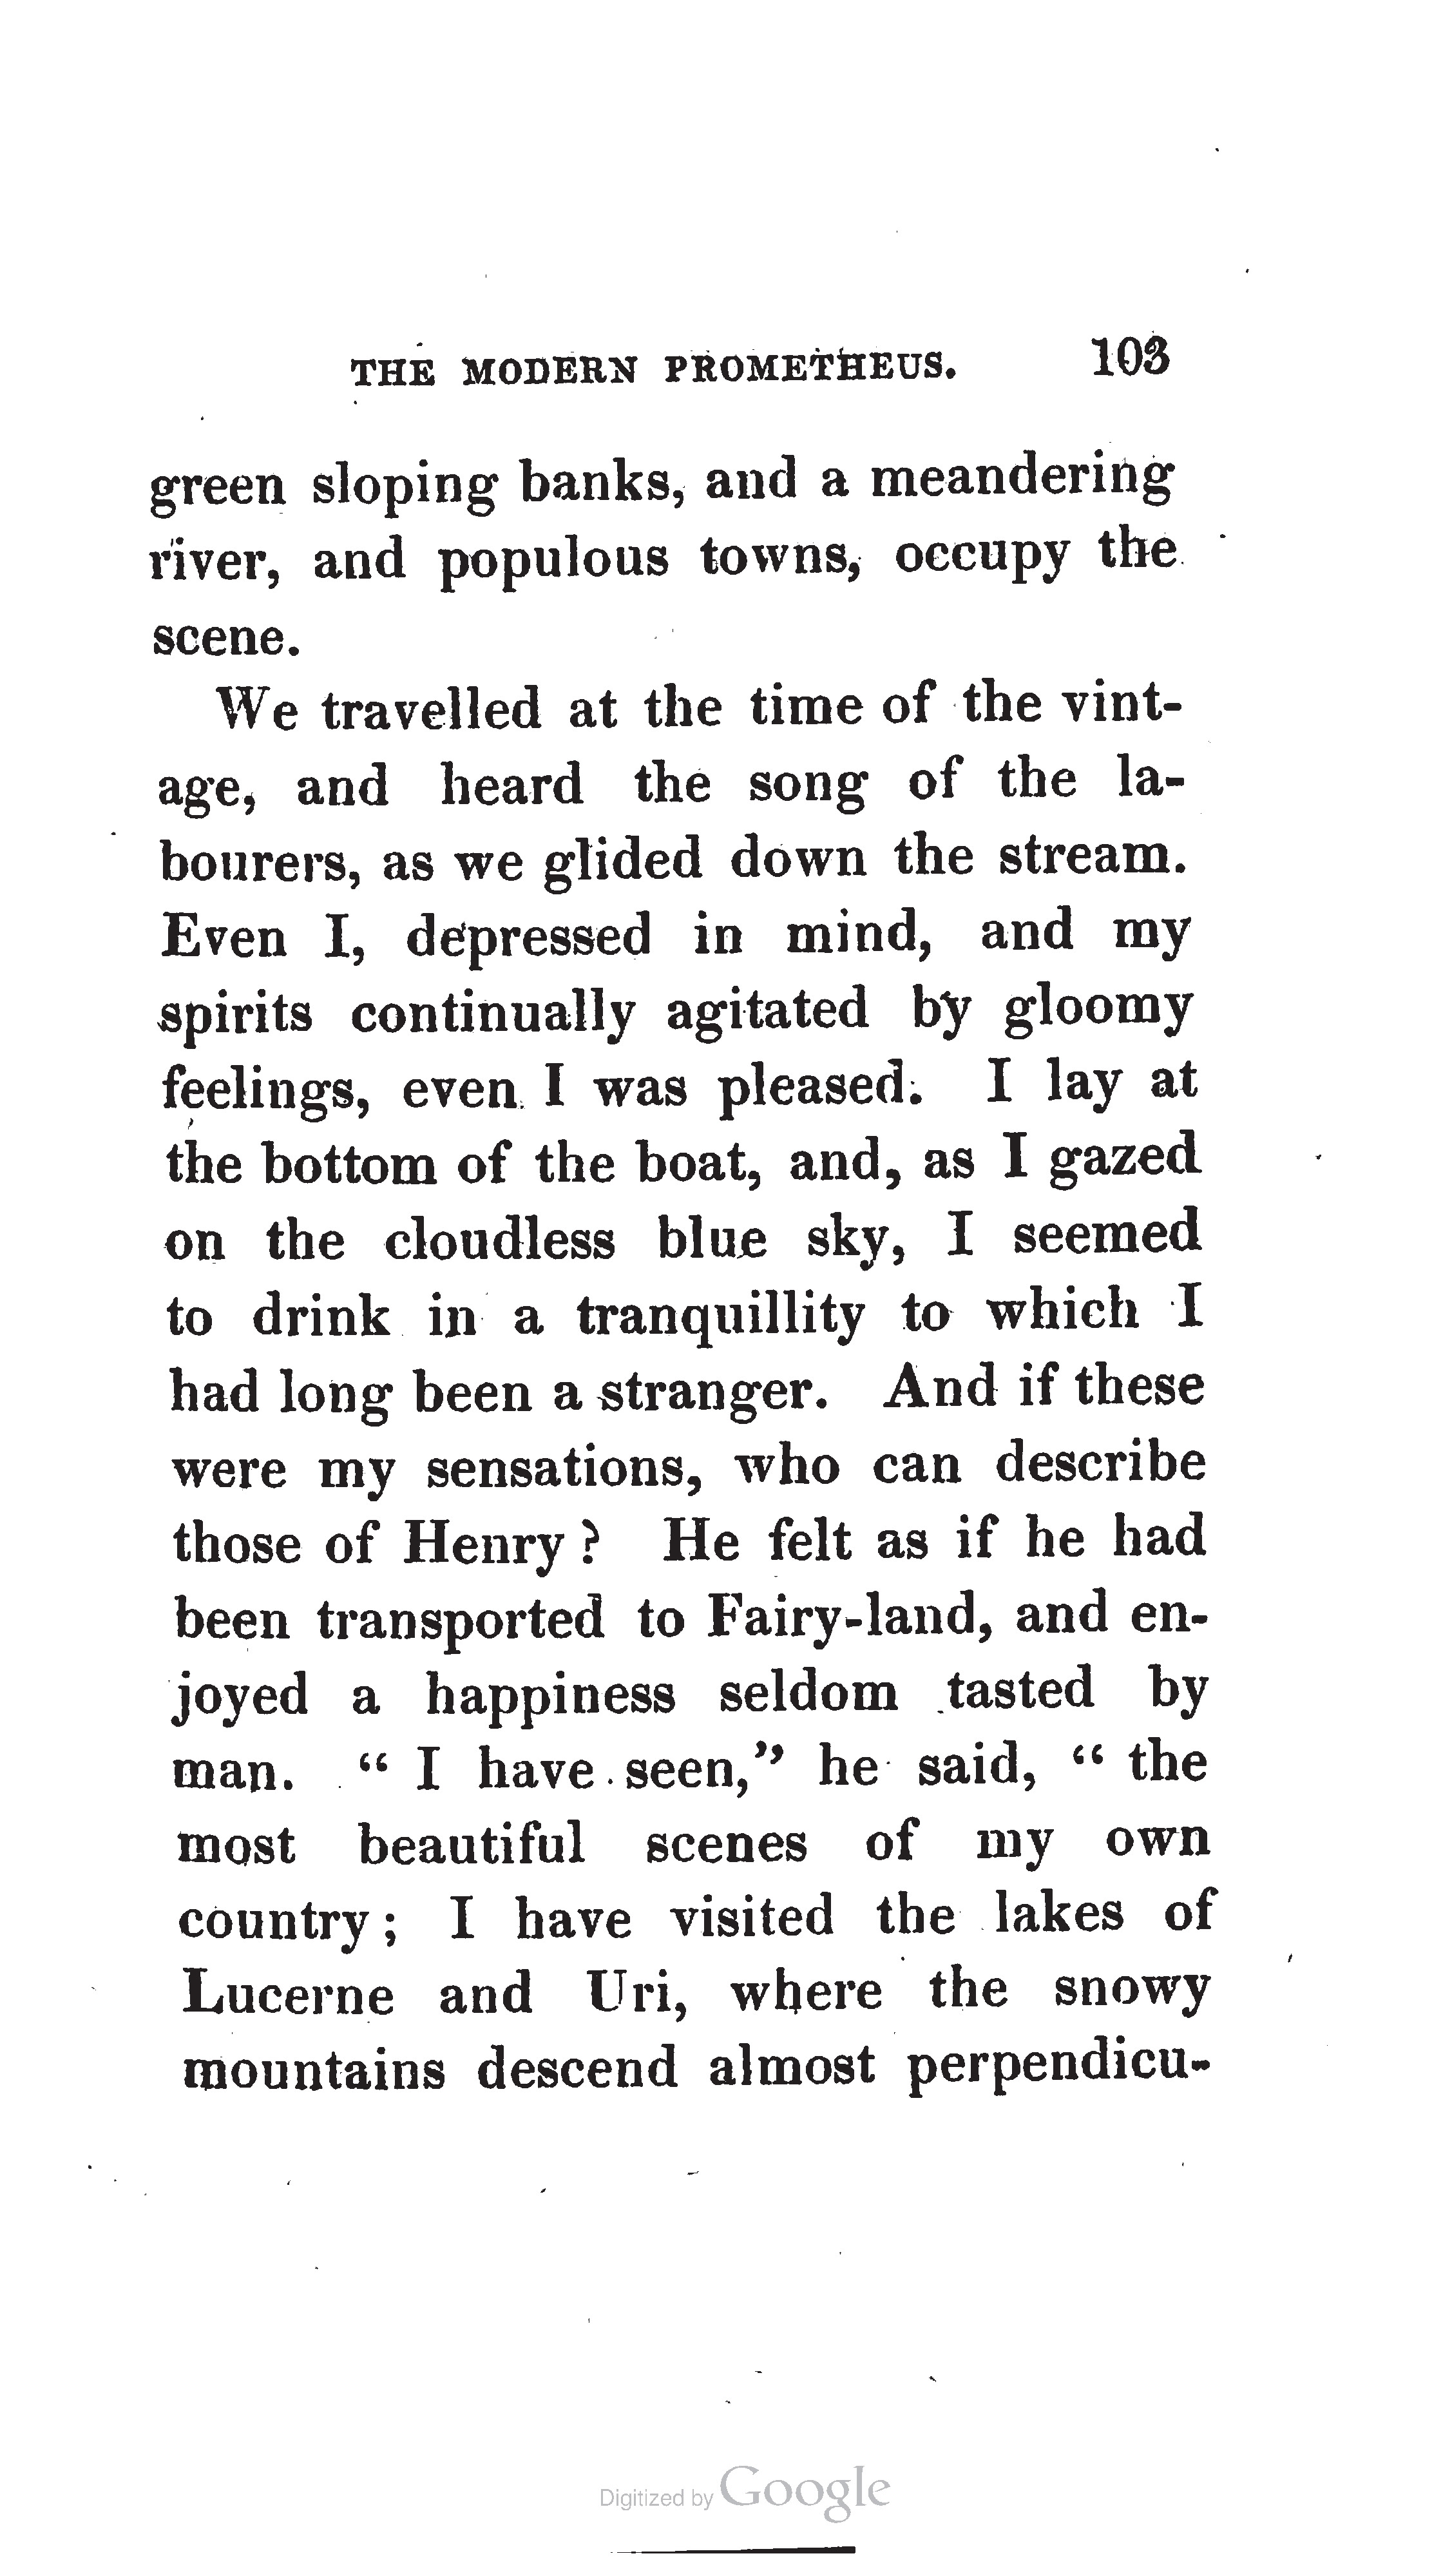 THE MODERN PROMETHEUS. 103
green sloping banks, and a meandering
river, and populous towns, occupy the
scene.
We travelled at the time of the vint-
age, and heard the song of the la-
bourers, as we glided down the stream.
Even I, depressed in mind, and my
spirits continually agitated by gloomy
feelings, even I was pleased. I lay at
the bottom of the boat, and, as I gazed
on the cloudless blue sky, I seemed
to drink in a tranquillity to which I
had long been a stranger. And if these
were my sensations, who can describe
those of Henry? He felt as if he had
been transported to Fairy-land, and en-
joyed a happiness seldom tasted by
man. “ I have seen,” he said, “ the
most beautiful scenes of my own
country; I have visited the lakes of
Lucerne and Uri, where the snowy
mountains descend almost perpendicu-
Digitized by Google